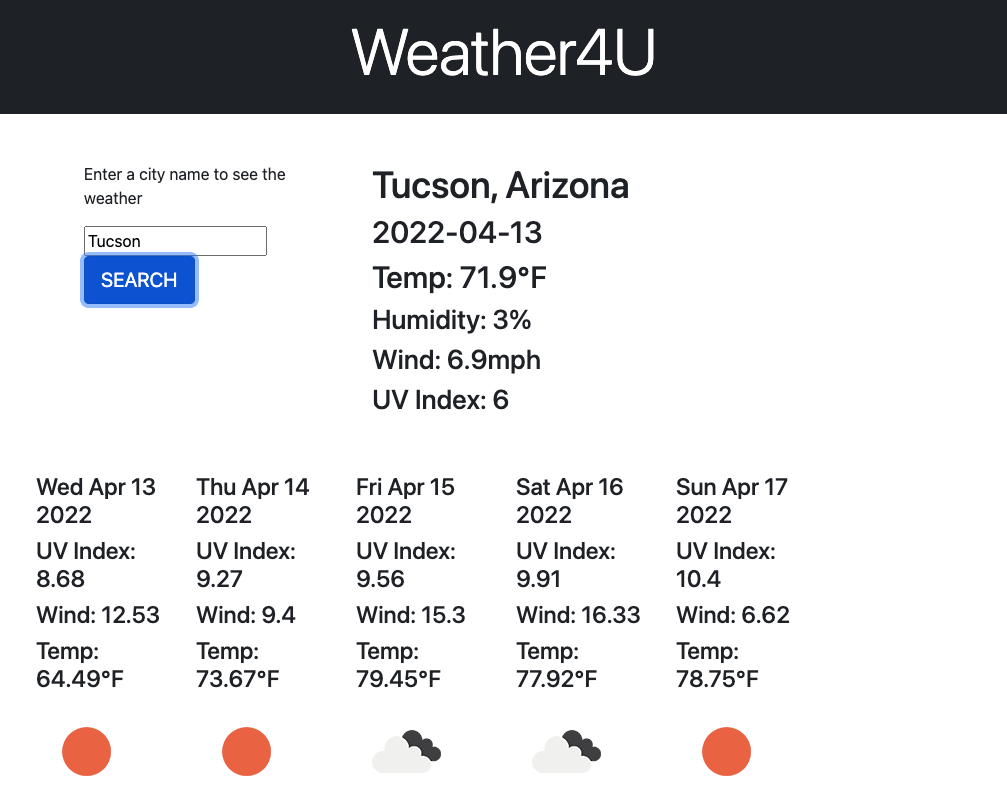 Weather4U
Enter a city name to see the
weather
Tucson
SEARCH
Tucson, Arizona
2022-04-13
Temp: 71.9°F
Humidity: 3%
Wind: 6.9mph
UV Index: 6
Wed Apr 13
2022
UV Index:
8.68
Wind: 12.53
Temp:
64.49°F
Thu Apr 14
2022
UV Index:
9.27
Wind: 9.4
Temp:
73.67°F
Fri Apr 15
2022
UV Index:
9.56
Wind: 15.3
Temp:
79.45°F
Sat Apr 16
2022
UV Index:
9.91
Wind: 16.33
Temp:
77.92°F
Sun Apr 17
2022
UV Index:
10.4
Wind: 6.62
Temp:
78.75°F